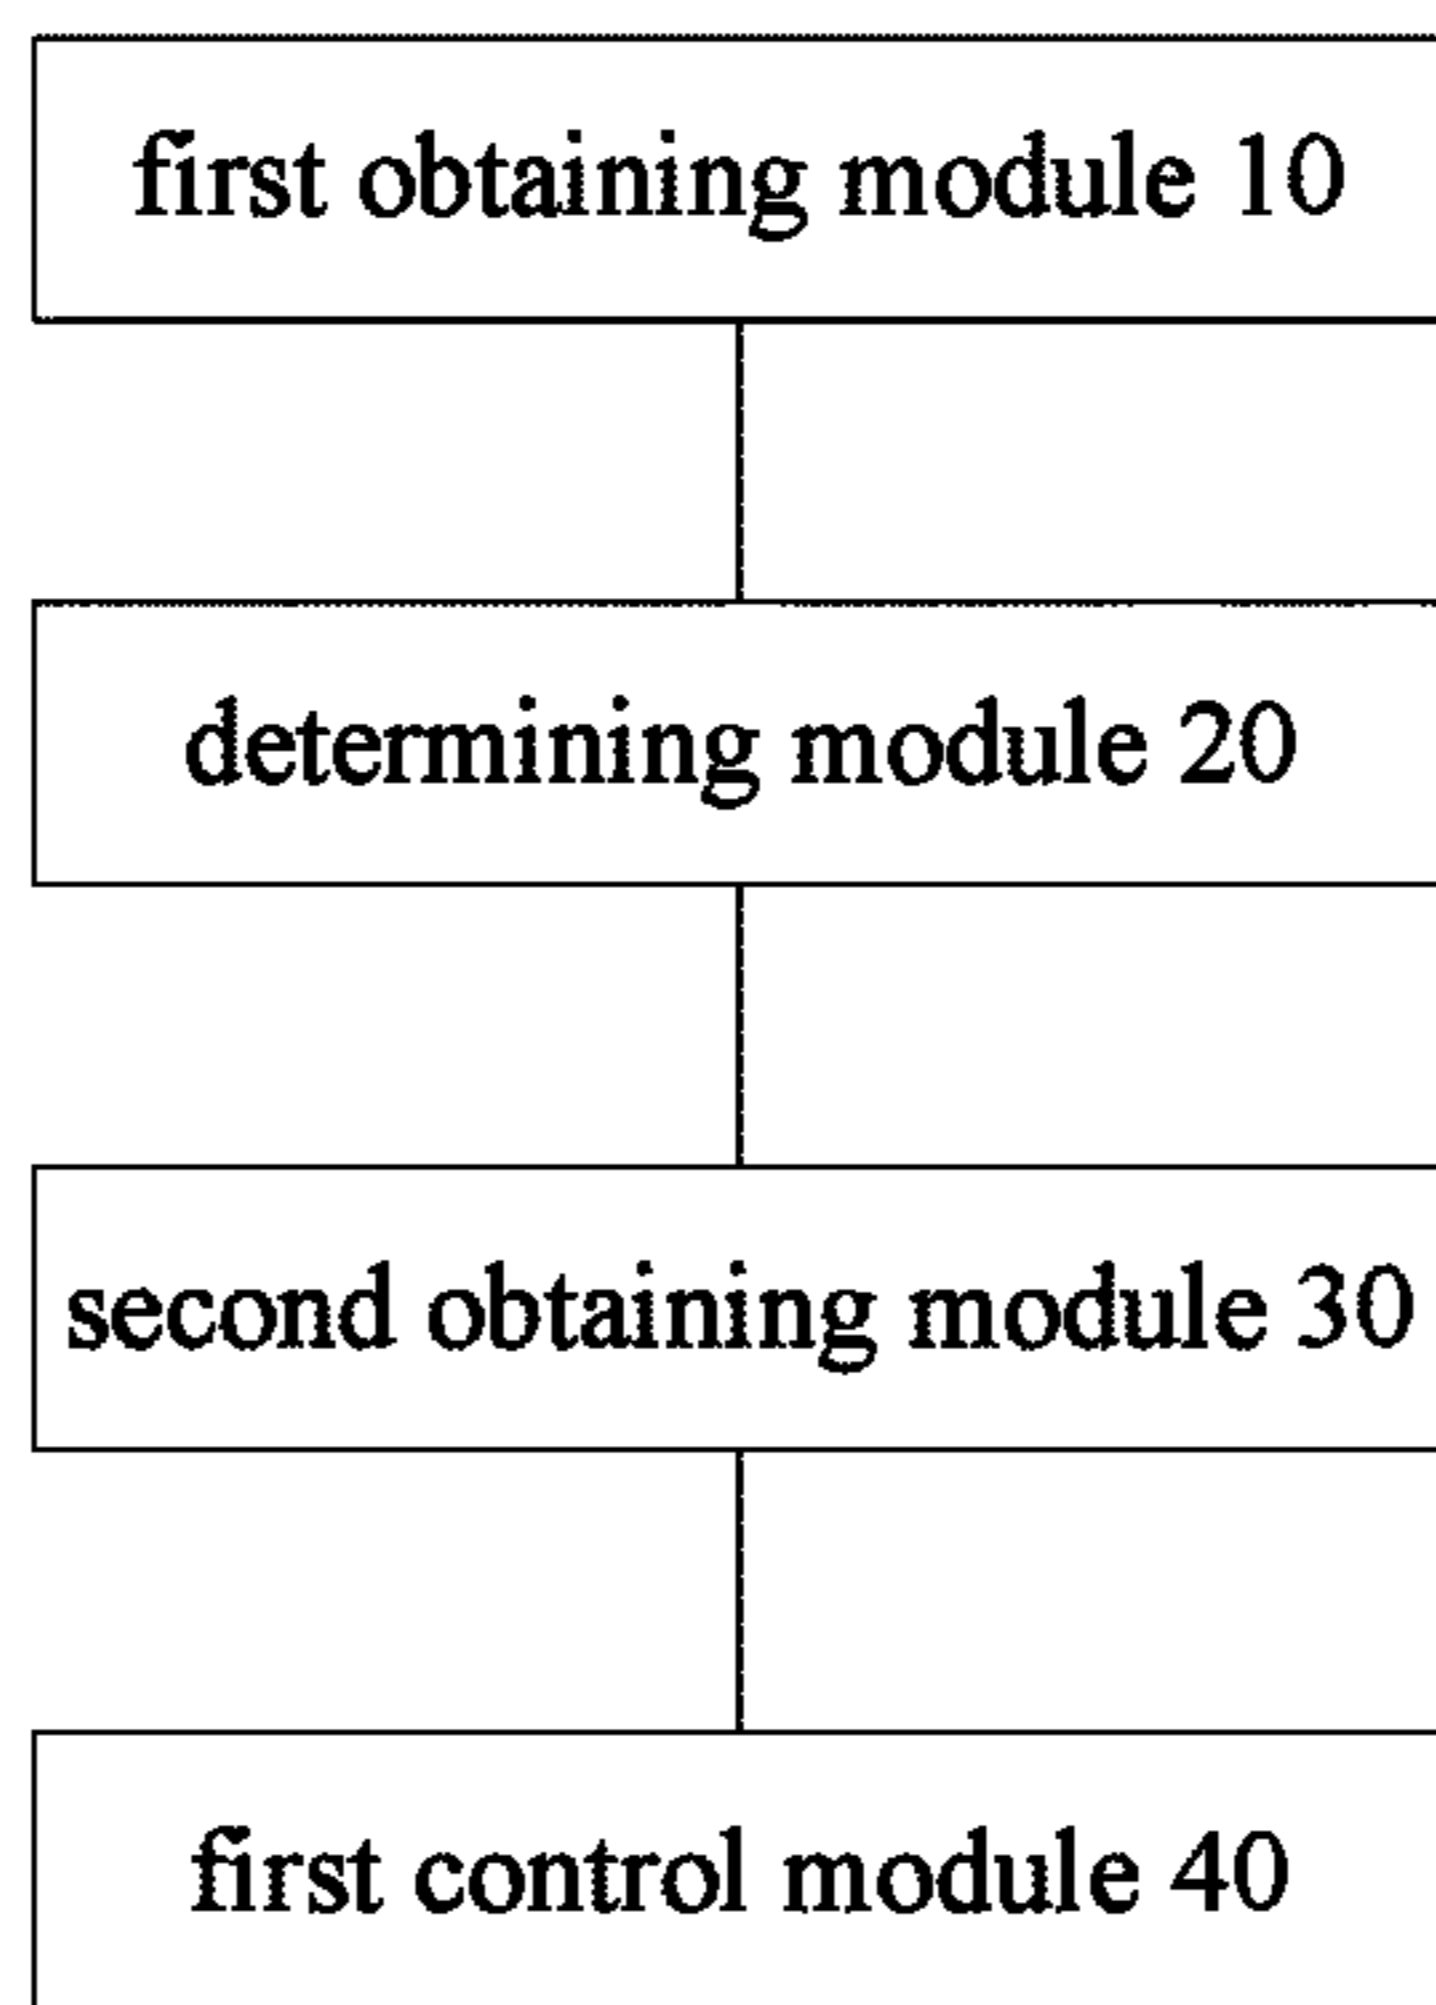 first obtaining module 10
determining module 20
second obtaining module 30
first control module 40